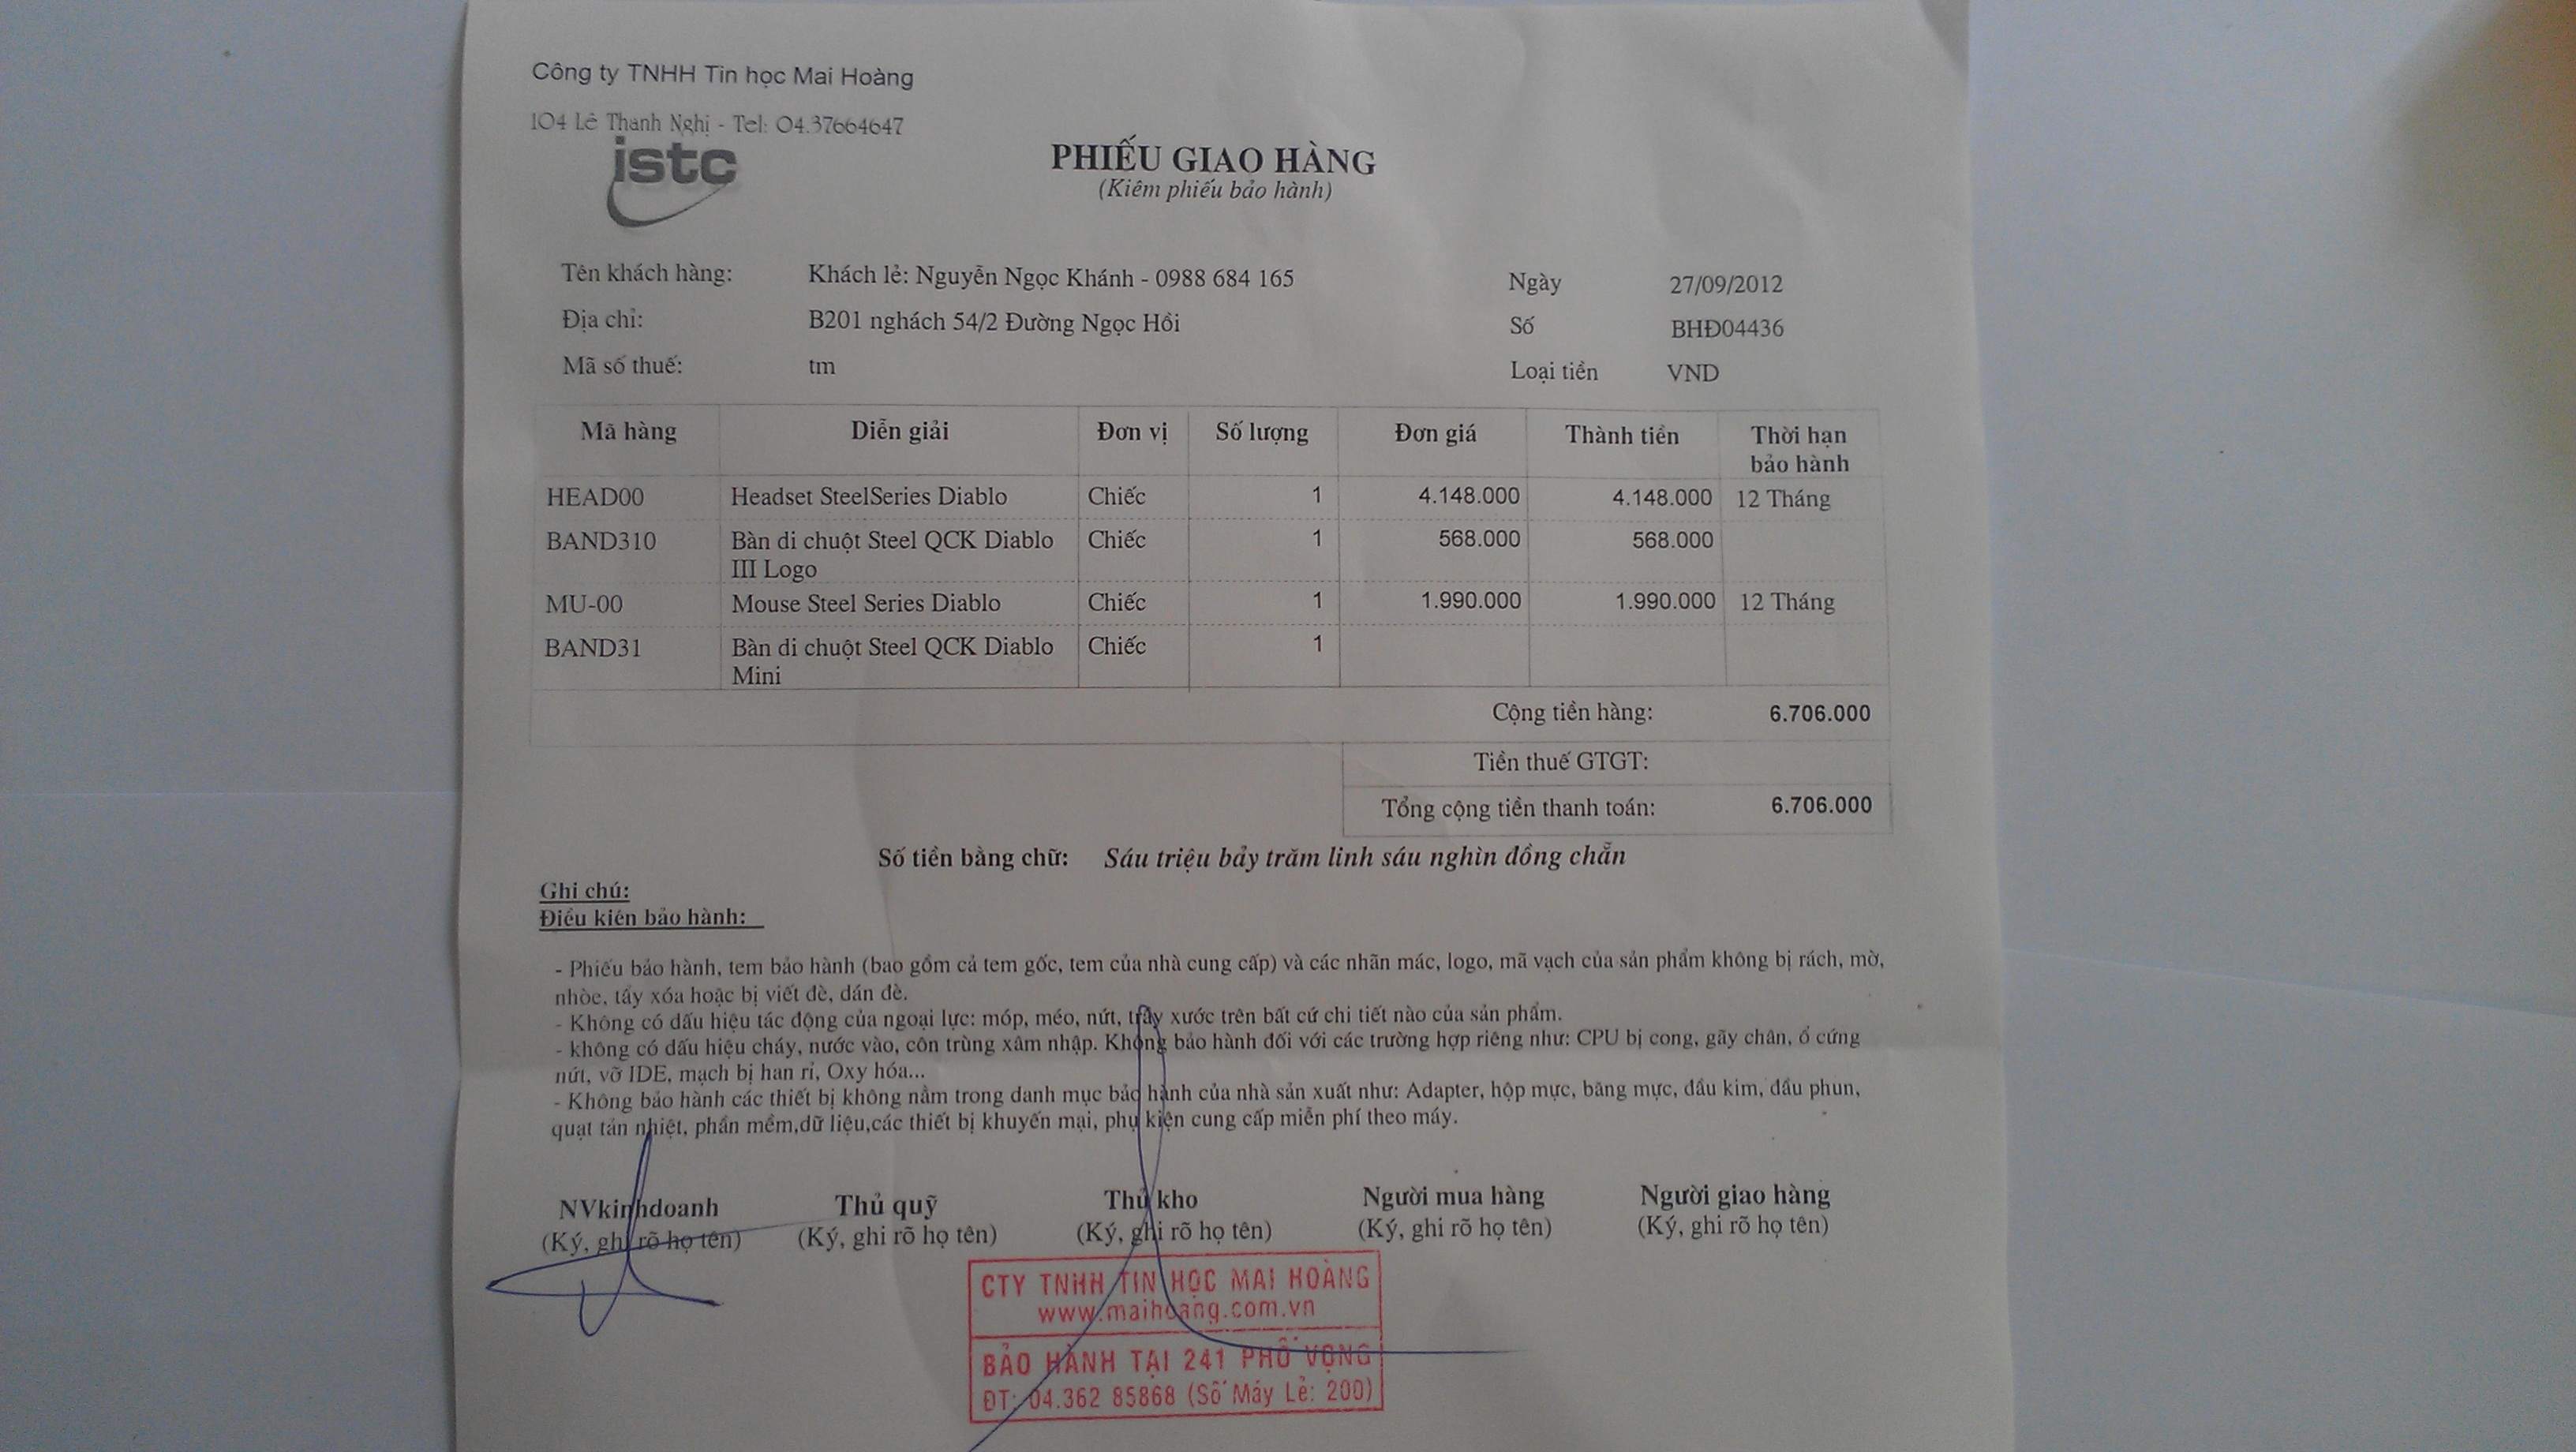 Công ty TNHH Tin học Mai Hoàng
104 Lê Thanh Nghị - Tel: 04.37664647
istc
PHIẾU GIAO HÀNG
(Kiêm phiếu bảo hành)
Tên khách hàng: Khách lẻ: Nguyễn Ngọc Khánh - 0988 684 165 Ngày 27/09/2012
Địa chỉ: B201 nghách 54/2 Đường Ngọc Hồi Số BHĐ04436
Mã số thuế: tm Loại tiền VND
Mã hàng Diễn giải Đơn vị Số lượng Đơn giá Thành tiền Thời hạn
bảo hành
HEAD00 Headset SteelSeries Diablo Chiếc 1 4.148.000 4.148.000 12 Tháng
BAND310 Bàn di chuột Steel QCK Diablo Chiếc 1 568.000 568.000
III Logo
MU-00 Mouse Steel Series Diablo Chiếc 1 1.990.000 1.990.000 12 Tháng
BAND31 Bàn di chuột Steel QCK Diablo Chiếc 1
Mini
Cộng tiền hàng: 6.706.000
Tiền thuế GTGT:
Tổng cộng tiền thanh toán: 6.706.000
Số tiền bằng chữ: Sáu triệu bảy trăm linh sáu nghìn đồng chẵn
Ghi chú:
Điều kiên bảo hành:
- Phiếu bảo hành, tem bảo hành (bao gồm cả tem gốc, tem của nhà cung cấp) và các nhãn mác, logo, mã vạch của sản phẩm không bị rách, mờ,
nhòe, tẩy xóa hoặc bị viết đè, dán đè.
- Không có dấu hiệu tác động của ngoại lực: móp, méo, nứt, trầy xước trên bất cứ chi tiết nào của sản phẩm.
- không có dấu hiệu cháy, nước vào, côn trùng xâm nhập. Không bảo hành đối với các trường hợp riêng như: CPU bị cong, gãy chân, ổ cứng
nứt, vỡ IDE, mạch bị han rỉ, Oxy hóa...
- Không bảo hành các thiết bị không nằm trong danh mục bảo hành của nhà sản xuất như: Adapter, hộp mực, băng mực, đầu kim, đầu phun,
quạt tản nhiệt, phần mềm,dữ liệu,các thiết bị khuyến mại, phụ kiện cung cấp miễn phí theo máy.
NVkinhdoanh Thủ quỹ Thủ kho Người mua hàng Người giao hàng
(Ký, ghi rõ họ tên) (Ký, ghi rõ họ tên) (Ký, ghi rõ họ tên) (Ký, ghi rõ họ tên) (Ký, ghi rõ họ tên)
CTY TNHH TIN HỌC MAI HOÀNG
www.maihoang.com.vn
BẢO HÀNH TẠI 241 PHỐ VỌNG
ĐT: 04.362 85868 (Số Máy Lẻ: 200)